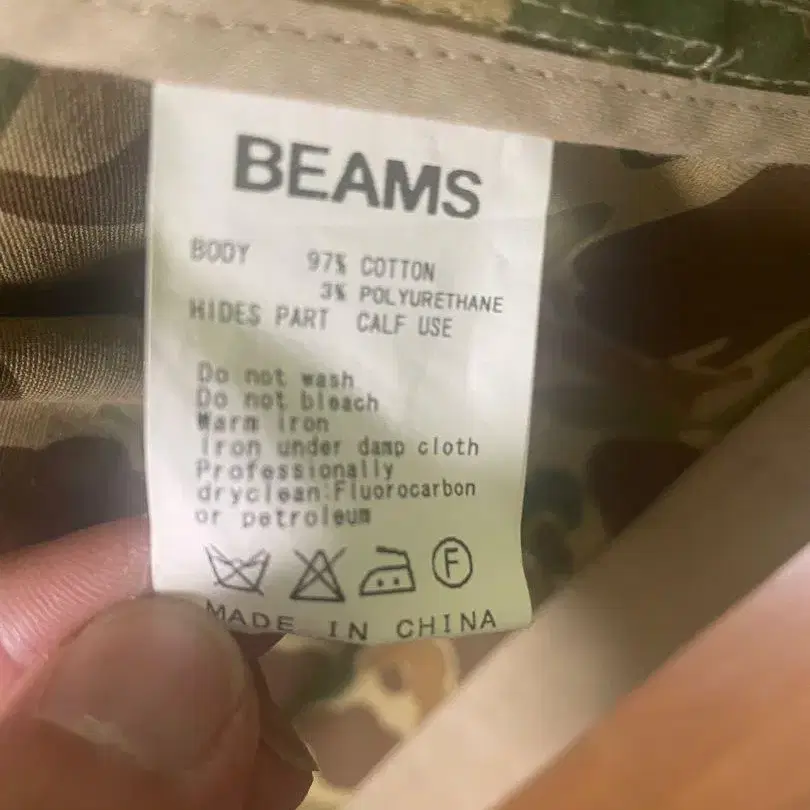 BEAMS
BODY 97% COTTON
3% POLYURETHANE
HIDES PART CALF USE
Do not wash
Do not bleach
Warm iron
Iron under damp cloth
Professionally
dryclean:Fluorocarbon
or petroleum
F
MADE IN CHINA